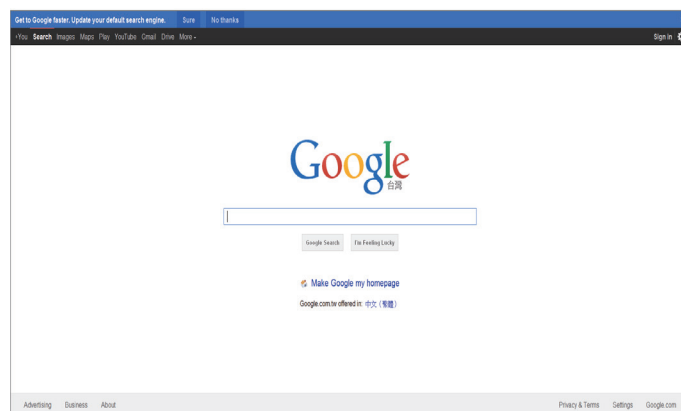 Get to Google faster. Update your default search engine. Sure No thanks
+You Search Images Maps Play YouTube Gmail Drive More Sign in
Google
台灣
Google Search I'm Feeling Lucky
Make Google my homepage
Google.com.tw offered in: 中文 (繁體)
Advertising Business About Privacy & Terms Settings Google.com